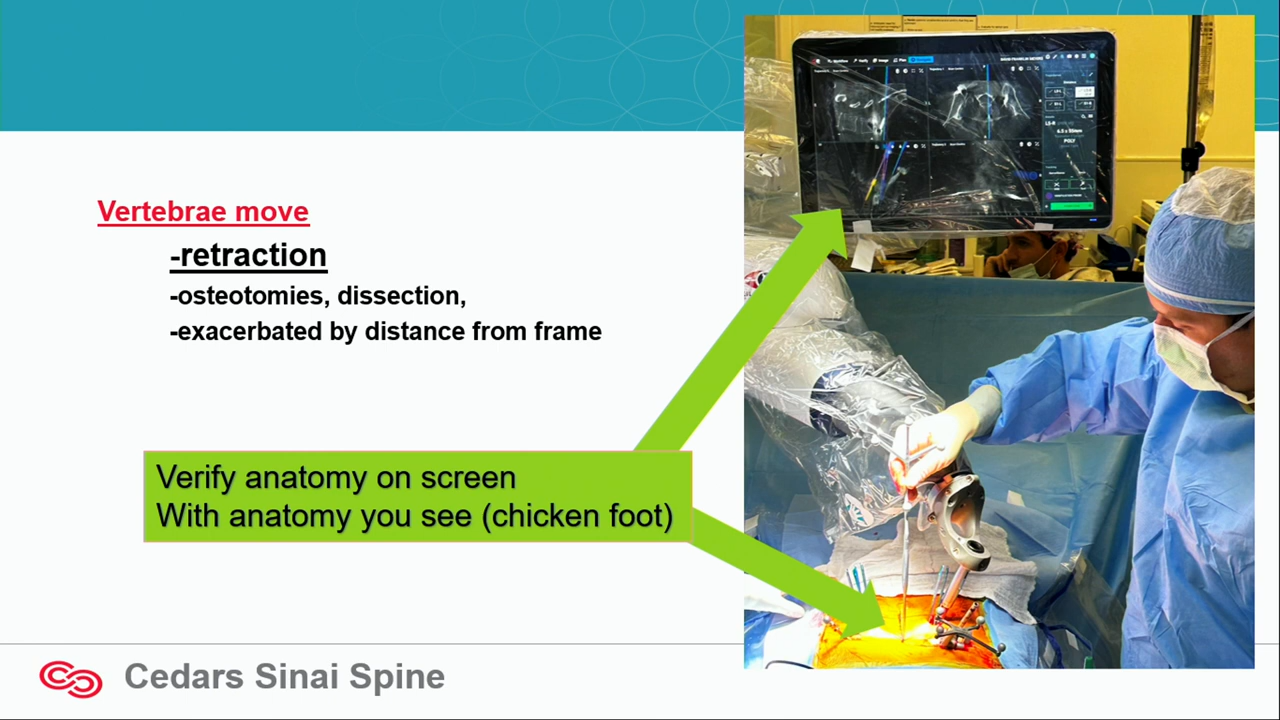 Vertebrae move
-retraction
-osteotomies, dissection,
-exacerbated by distance from frame
Verify anatomy on screen
With anatomy you see (chicken foot)
Cedars Sinai Spine
POLY